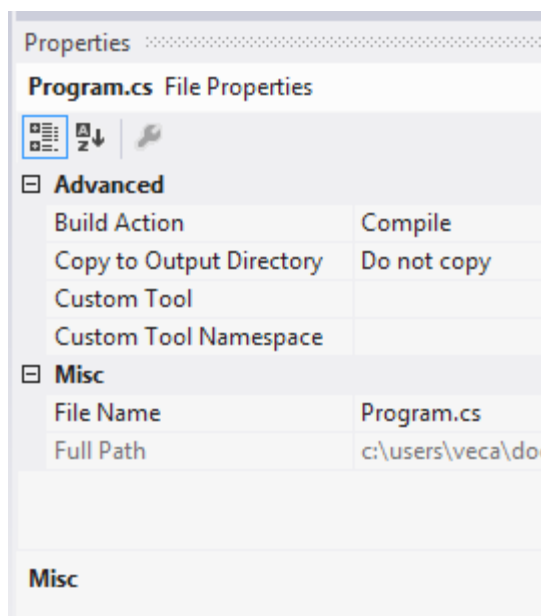 Properties
Program.cs File Properties
Advanced
Build Action Compile
Copy to Output Directory Do not copy
Custom Tool
Custom Tool Namespace
Misc
File Name Program.cs
Full Path c:\users\veca\do
Misc